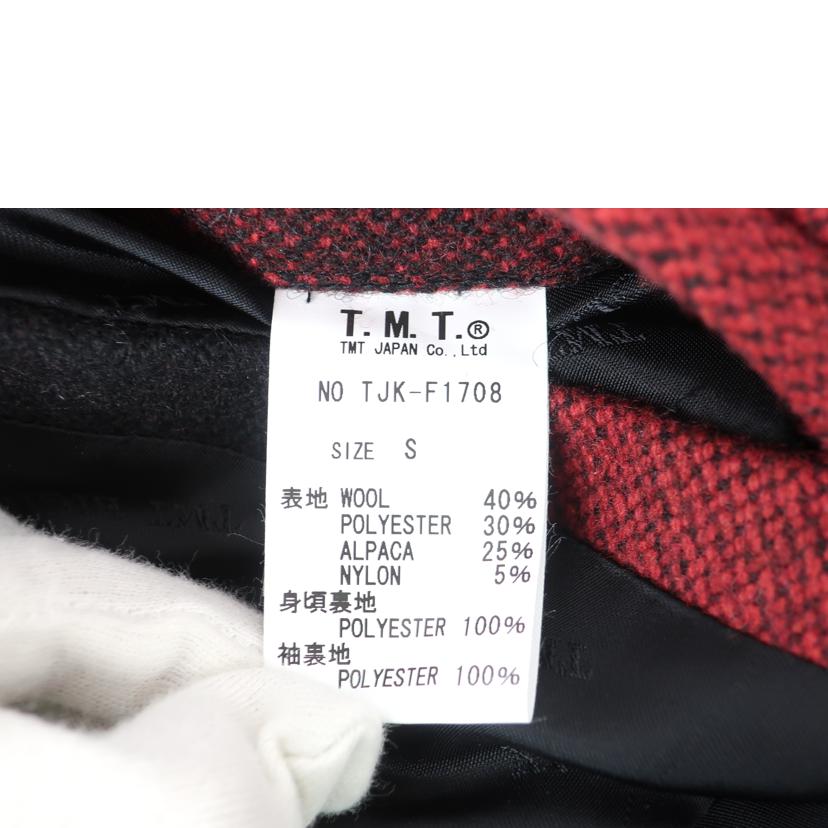 T.M.T.®
TMT JAPAN Co.,Ltd
NO TJK-F1708
SIZE S
表地 WOOL 40%
POLYESTER 30%
ALPACA 25%
NYLON 5%
身頃裏地
POLYESTER 100%
袖裏地
POLYESTER 100%